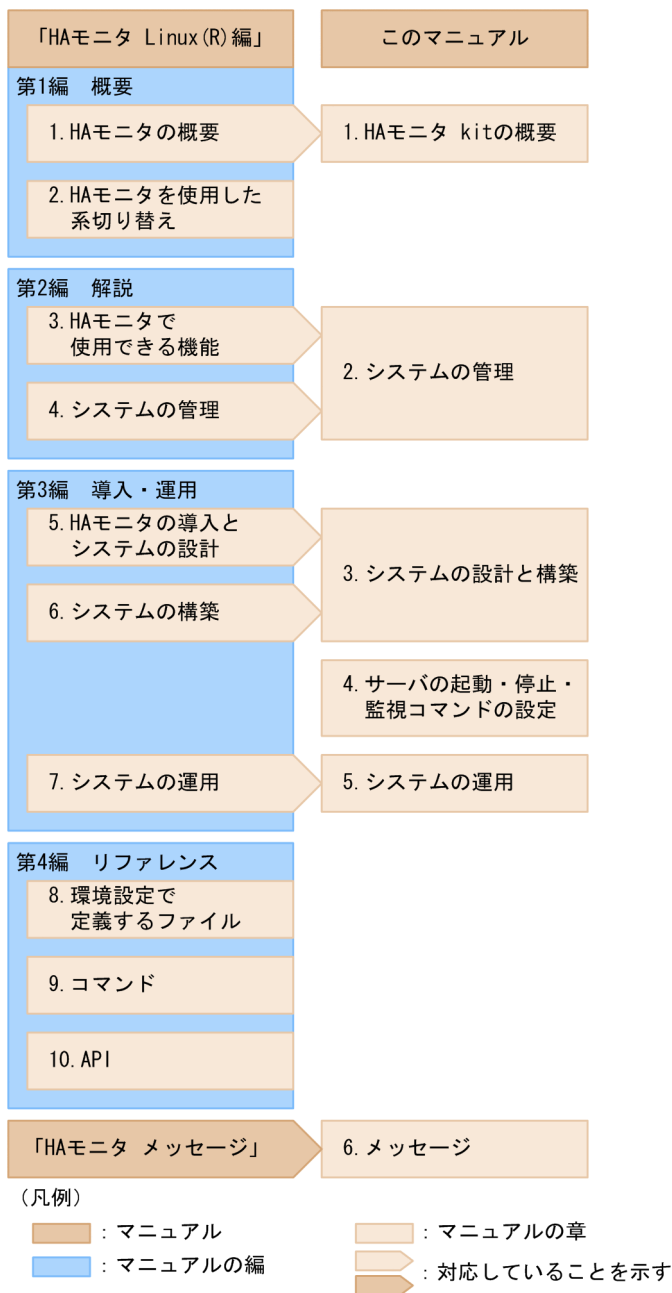 「HAモニタ Linux(R)編」
このマニュアル
第1編 概要
1.HAモニタの概要
1.HAモニタ kitの概要
2.HAモニタを使用した
系切り替え
第2編 解説
3.HAモニタで
使用できる機能
2.システムの管理
4.システムの管理
第3編 導入・運用
5.HAモニタの導入と
システムの設計
3.システムの設計と構築
6.システムの構築
4.サーバの起動・停止・
監視コマンドの設定
7.システムの運用
5.システムの運用
第4編 リファレンス
8.環境設定で
定義するファイル
9.コマンド
10.API
「HAモニタ メッセージ」
6.メッセージ
(凡例)
：マニュアル
：マニュアルの章
：マニュアルの編
：対応していることを示す